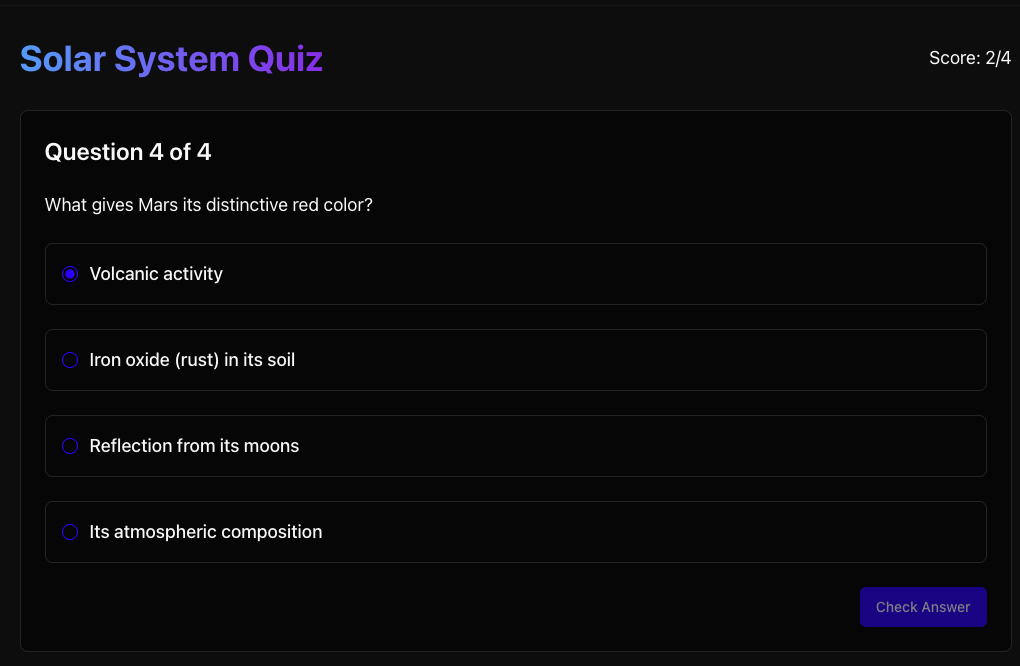 Solar System Quiz
Score: 2/4
Question 4 of 4
What gives Mars its distinctive red color?
Volcanic activity
Iron oxide (rust) in its soil
Reflection from its moons
Its atmospheric composition
Check Answer